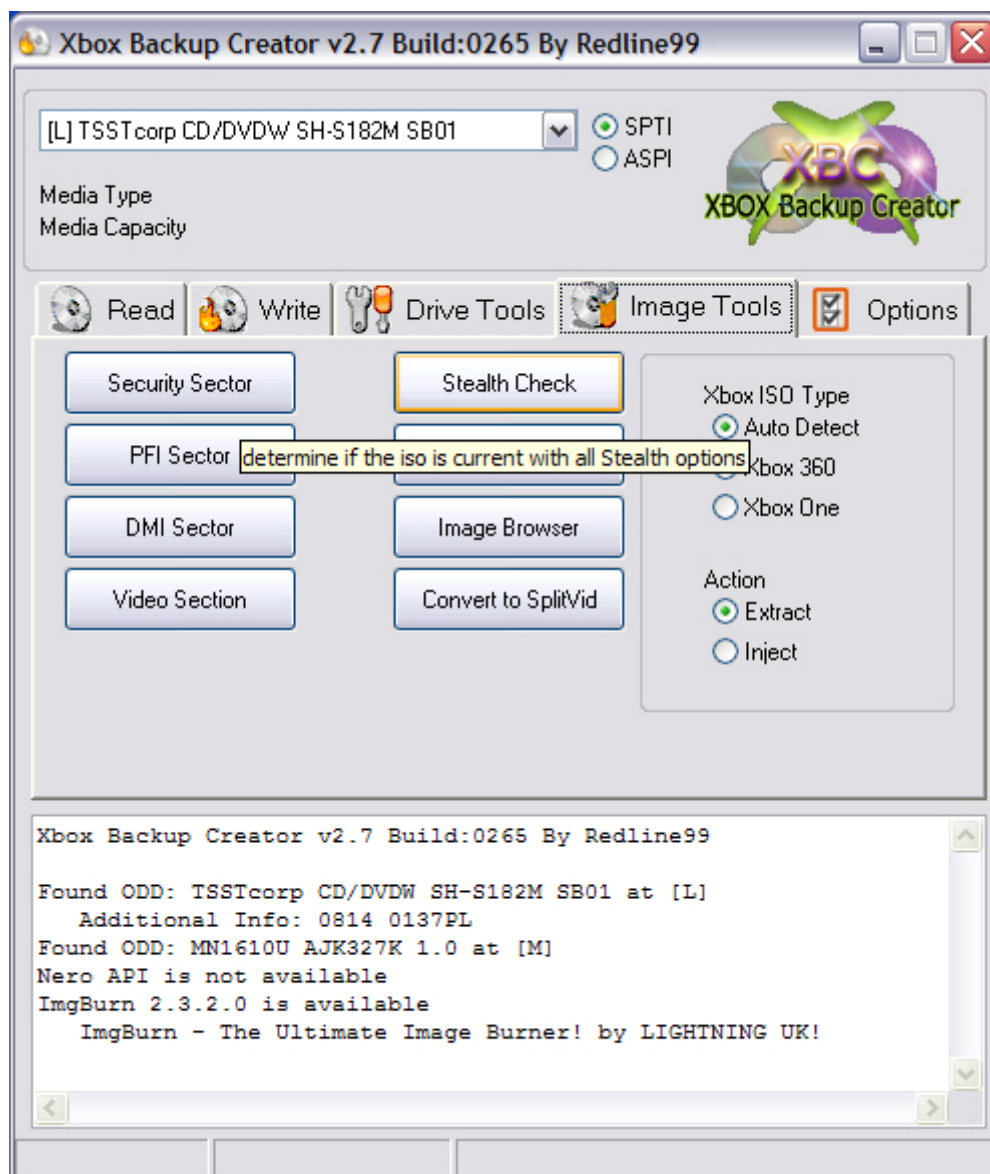 Xbox Backup Creator v2.7 Build:0265 By Redline99
[L] TSSTcorp CD/DVDW SH-S182M SB01
SPTI
ASPI
Media Type
Media Capacity
XBC
XBOX Backup Creator
Read Write Drive Tools Image Tools Options
Security Sector Stealth Check
Xbox ISO Type
Auto Detect
PFI Sector
determine if the iso is current with all Stealth options
Xbox 360
DMI Sector Image Browser Xbox One
Video Section Convert to SplitVid
Action
Extract
Inject
Xbox Backup Creator v2.7 Build:0265 By Redline99
Found ODD: TSSTcorp CD/DVDW SH-S182M SB01 at [L]
Additional Info: 0814 0137PL
Found ODD: MN1610U AJK327K 1.0 at [M]
Nero API is not available
ImgBurn 2.3.2.0 is available
ImgBurn - The Ultimate Image Burner! by LIGHTNING UK!